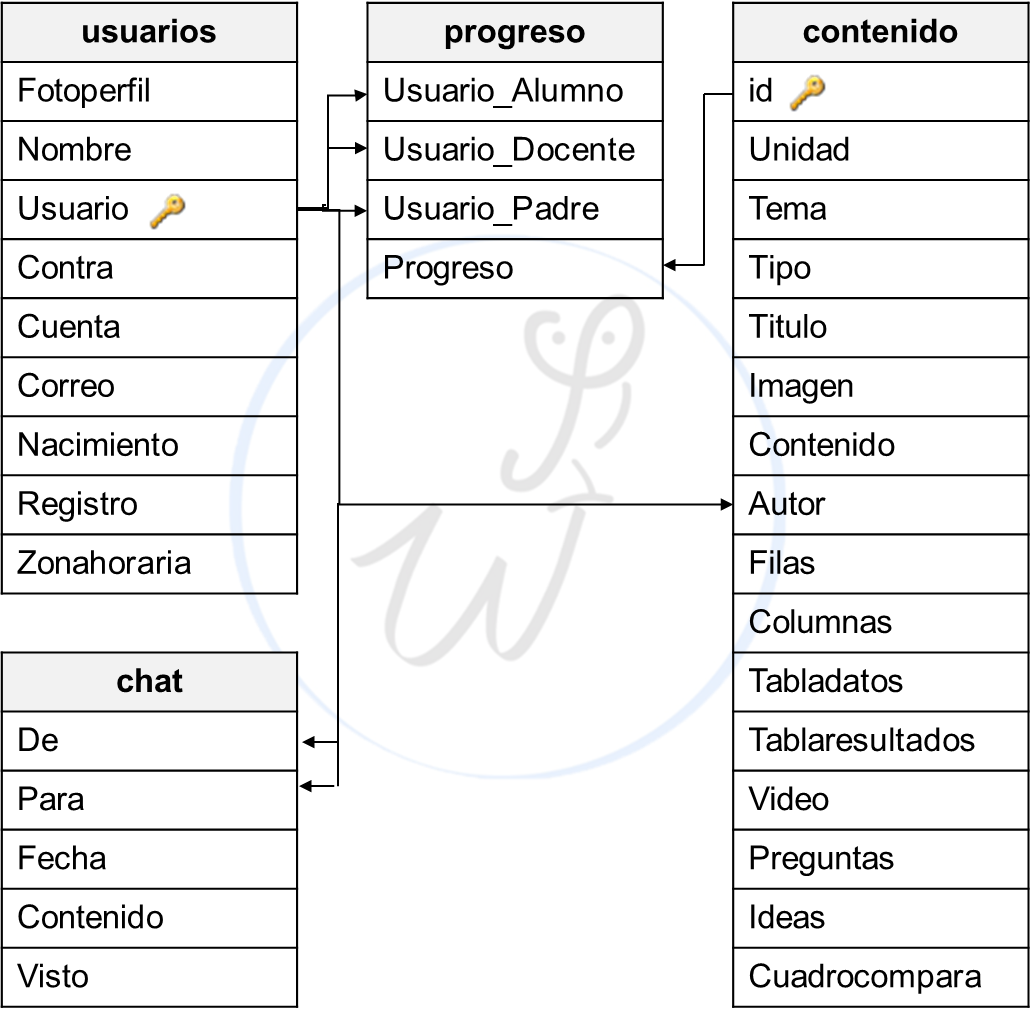 usuarios
Fotoperfil
Nombre
Usuario
Contra
Cuenta
Correo
Nacimiento
Registro
Zonahoraria
progreso
Usuario_Alumno
Usuario_Docente
Usuario_Padre
Progreso
contenido
id
Unidad
Tema
Tipo
Titulo
Imagen
Contenido
Autor
Filas
Columnas
Tabladatos
Tablaresultados
Video
Preguntas
Ideas
Cuadrocompara
chat
De
Para
Fecha
Contenido
Visto